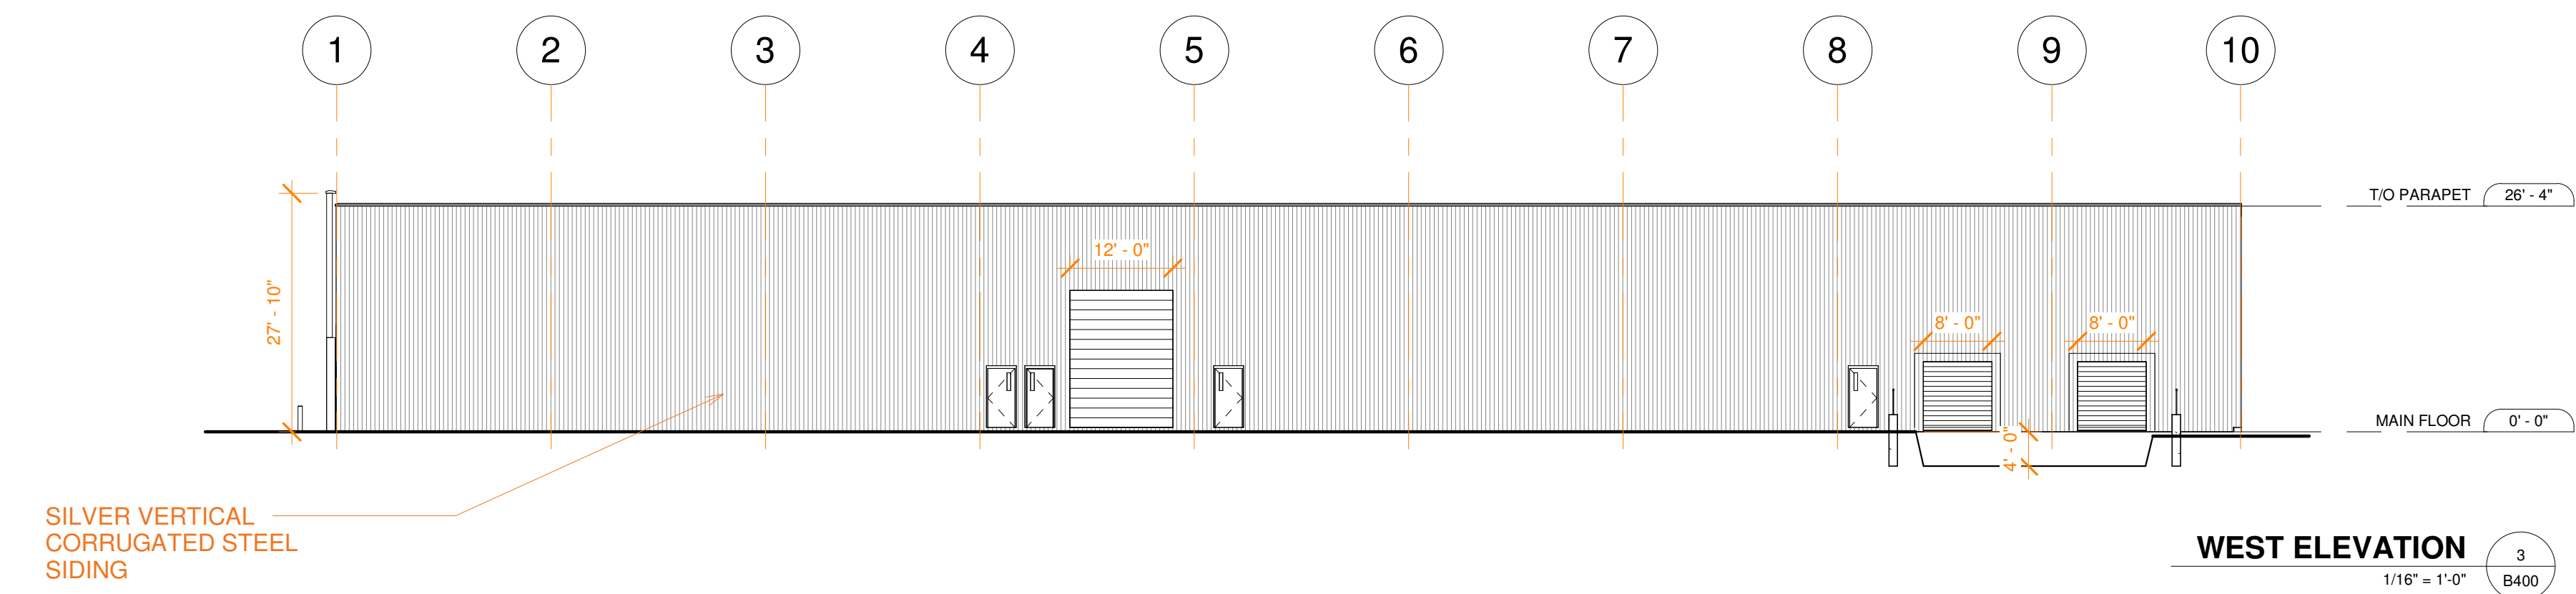 1 2 3 4 5 6 7 8 9 10
T/O PARAPET 26' - 4"
12' - 0"
27' - 10"
8' - 0" 8' - 0"
MAIN FLOOR 0' - 0"
4' - 0"
SILVER VERTICAL
CORRUGATED STEEL
SIDING
WEST ELEVATION 3
1/16" = 1'-0" B400